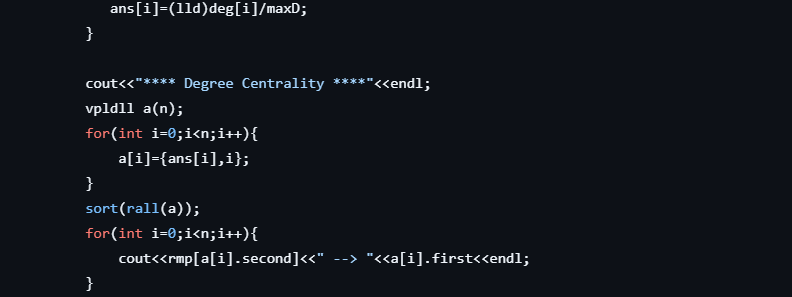 ans[i]=(lld)deg[i]/maxD;
}
cout<<"**** Degree Centrality ****"<<endl;
vpldll a(n);
for(int i=0;i<n;i++){
a[i]={ans[i],i};
}
sort(rall(a));
for(int i=0;i<n;i++){
cout<<rmp[a[i].second]<<" --> "<<a[i].first<<endl;
}